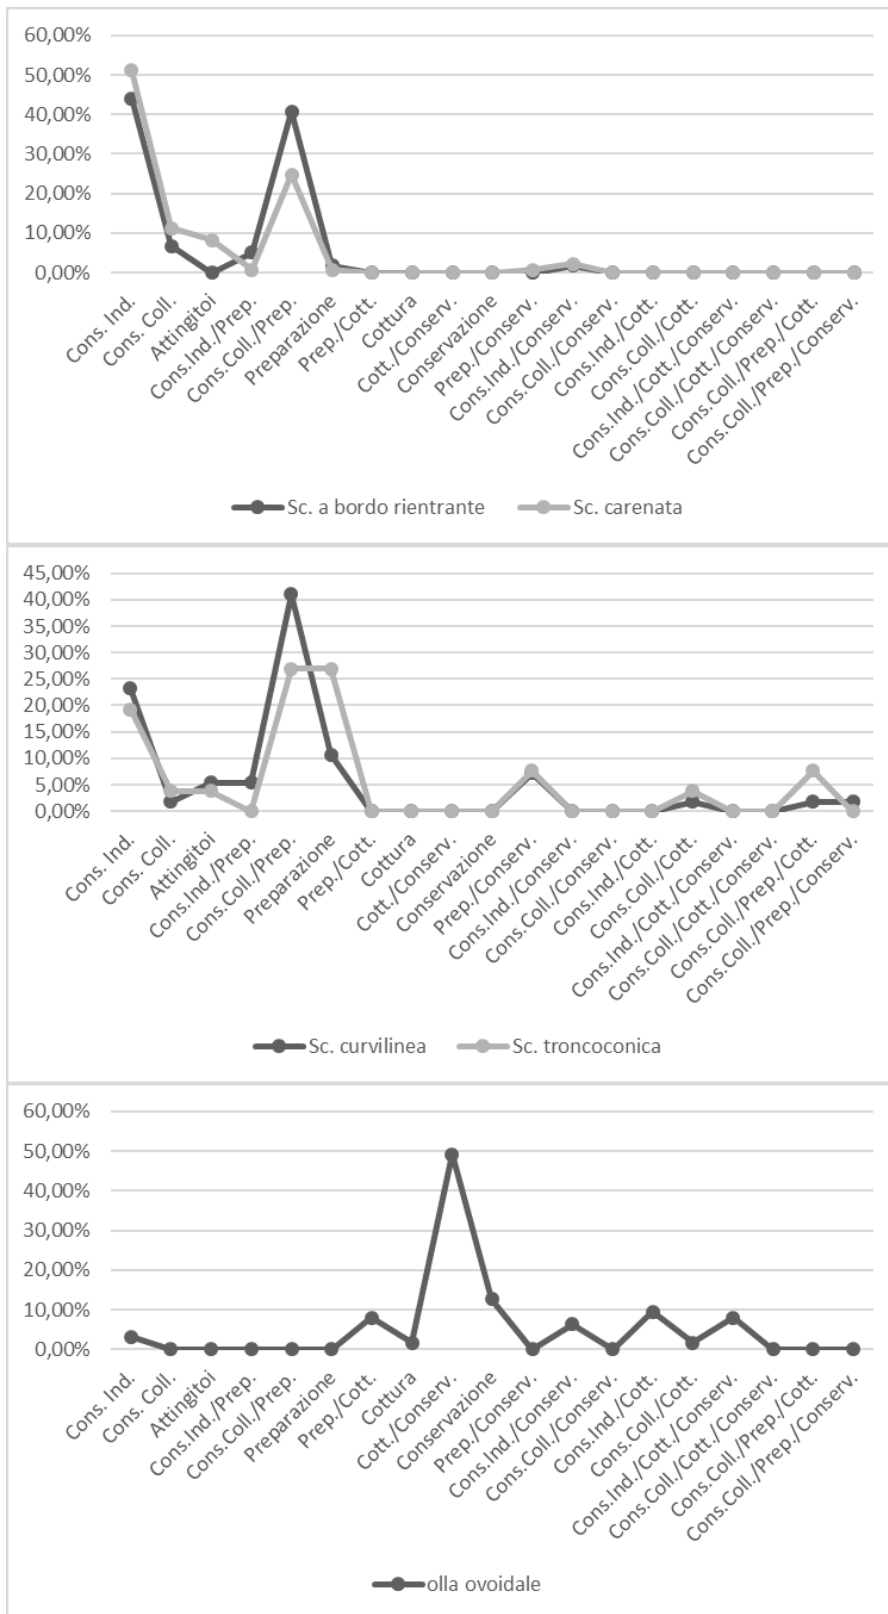 60,00%
50,00%
40,00%
30,00%
20,00%
10,00%
0,00%
Cons. Ind.
Cons. Coll.
Attingitoi
Cons.Ind./Prep.
Cons.Coll./Prep.
Preparazione
Prep./Cott.
Cottura
Cott./Conserv.
Conservazione
Prep./Conserv.
Cons.Ind./Conserv.
Cons.Coll./Conserv.
Cons.Ind./Cott.
Cons.Coll./Cott.
Cons.Ind./Cott./Conserv.
Cons.Coll./Cott./Conserv.
Cons.Coll./Prep./Cott.
Cons.Coll./Prep./Conserv.
Sc. a bordo rientrante Sc. carenata
45,00%
40,00%
35,00%
30,00%
25,00%
20,00%
15,00%
10,00%
5,00%
0,00%
Cons. Ind.
Cons. Coll.
Attingitoi
Cons.Ind./Prep.
Cons.Coll./Prep.
Preparazione
Prep./Cott.
Cottura
Cott./Conserv.
Conservazione
Prep./Conserv.
Cons.Ind./Conserv.
Cons.Coll./Conserv.
Cons.Ind./Cott.
Cons.Coll./Cott.
Cons.Ind./Cott./Conserv.
Cons.Coll./Cott./Conserv.
Cons.Coll./Prep./Cott.
Cons.Coll./Prep./Conserv.
Sc. curvilinea Sc. troncoconica
60,00%
50,00%
40,00%
30,00%
20,00%
10,00%
0,00%
Cons. Ind.
Cons. Coll.
Attingitoi
Cons.Ind./Prep.
Cons.Coll./Prep.
Preparazione
Prep./Cott.
Cottura
Cott./Conserv.
Conservazione
Prep./Conserv.
Cons.Ind./Conserv.
Cons.Coll./Conserv.
Cons.Ind./Cott.
Cons.Coll./Cott.
Cons.Ind./Cott./Conserv.
Cons.Coll./Cott./Conserv.
Cons.Coll./Prep./Cott.
Cons.Coll./Prep./Conserv.
olla ovoidale